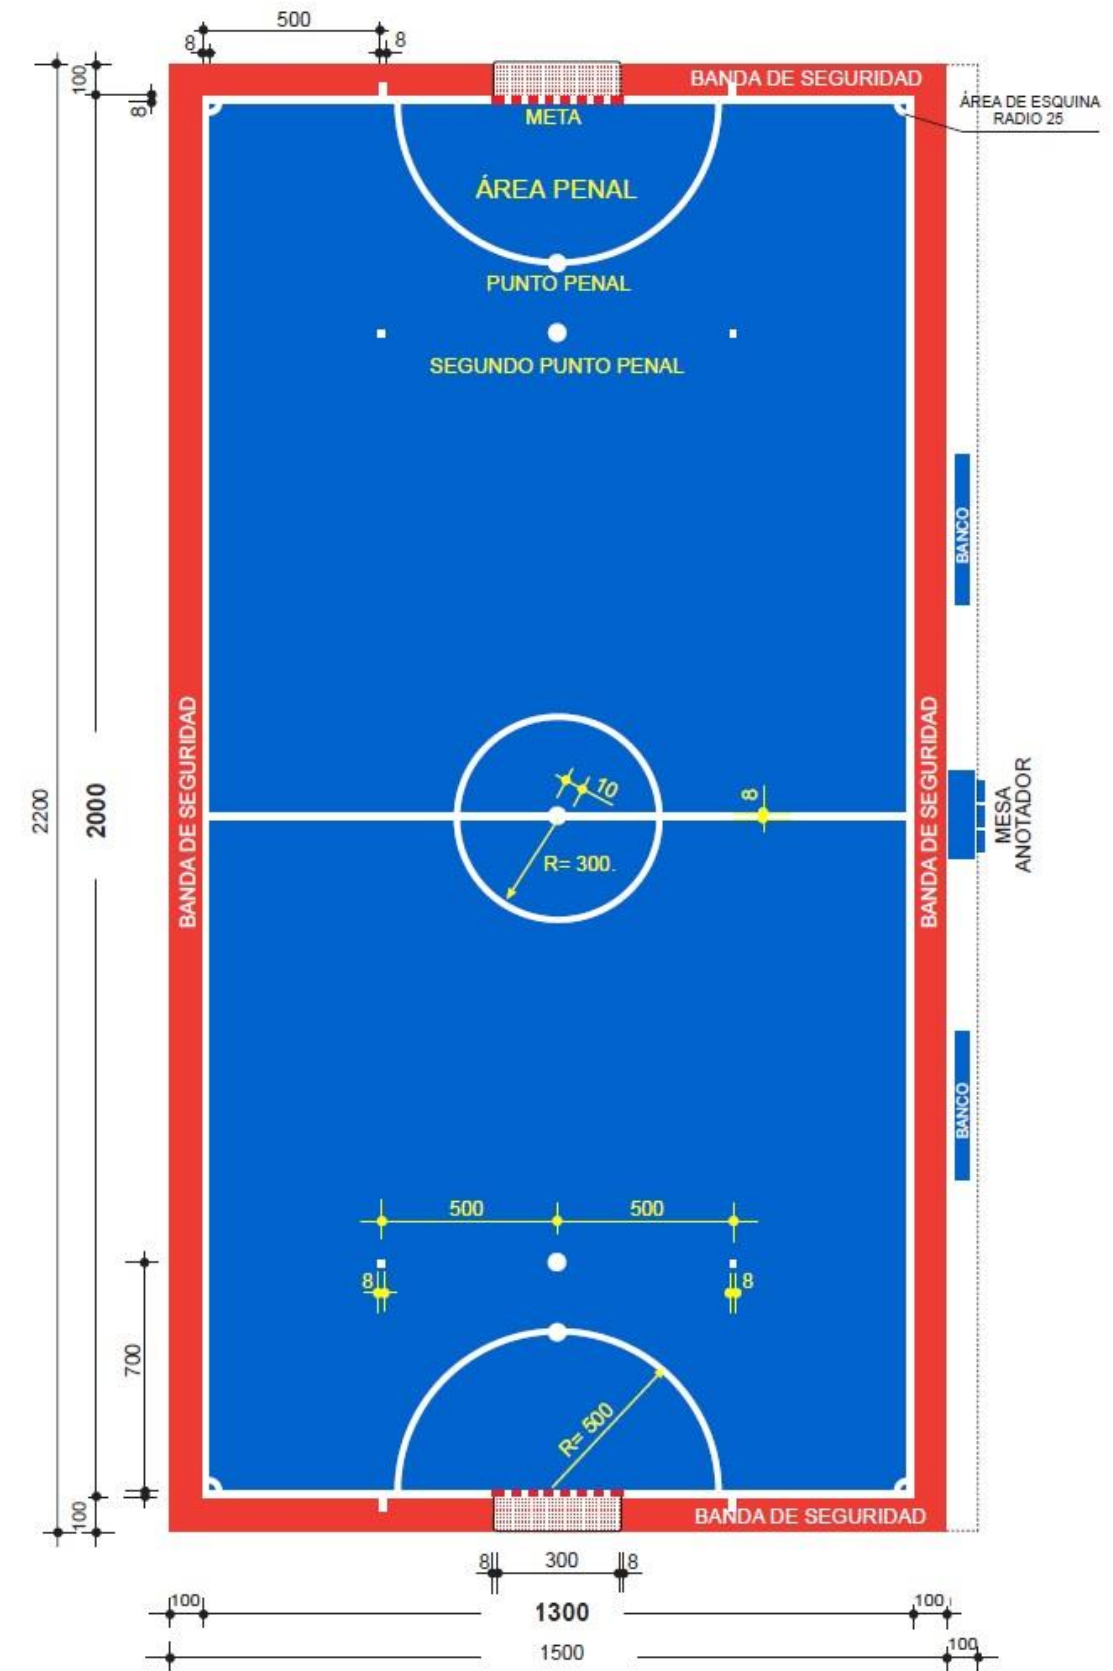 500
8
8
100
8
BANDA DE SEGURIDAD
META
ÁREA DE ESQUINA
RADIO 25
ÁREA PENAL
PUNTO PENAL
SEGUNDO PUNTO PENAL
BANCO
BANDA DE SEGURIDAD
BANDA DE SEGURIDAD
2200
2000
10
8
R= 300.
MESA
ANOTADOR
BANCO
500
500
8
8
700
R= 500
100
BANDA DE SEGURIDAD
8
300
8
100
1300
100
1500
100